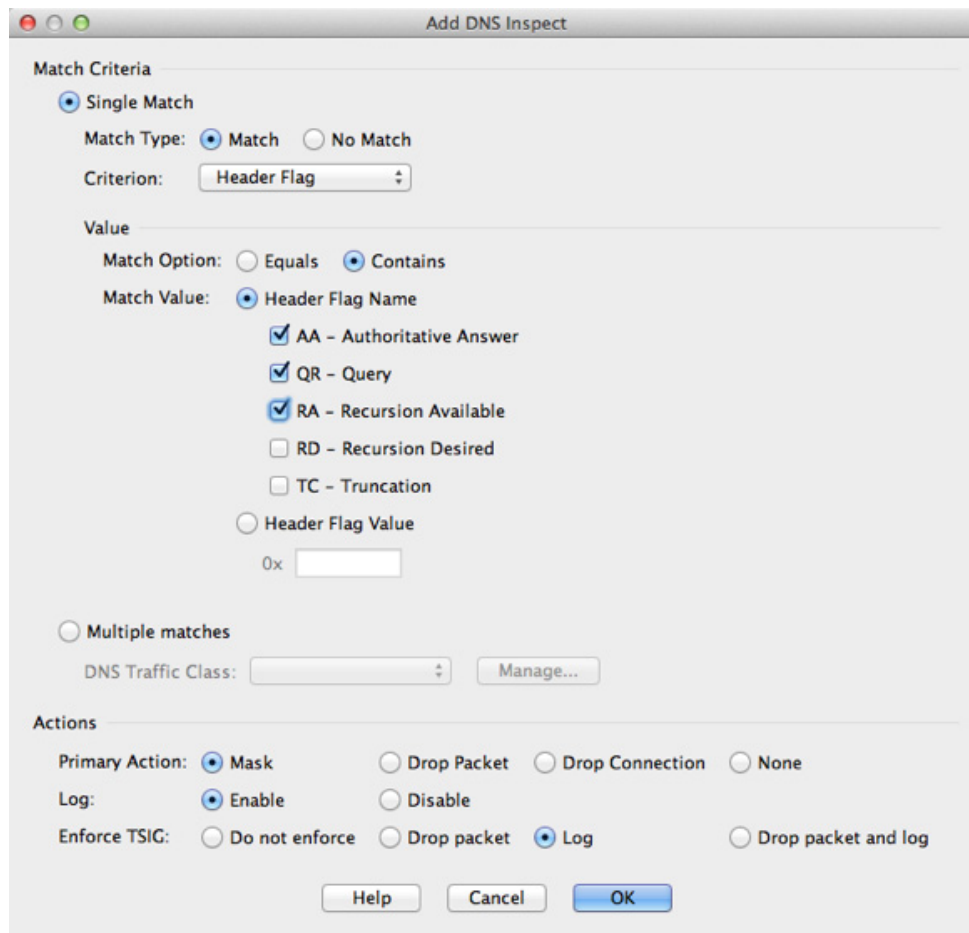 Add DNS Inspect
Match Criteria
Single Match
Match Type: Match No Match
Criterion: Header Flag
Value
Match Option: Equals Contains
Match Value: Header Flag Name
AA – Authoritative Answer
QR – Query
RA – Recursion Available
RD – Recursion Desired
TC – Truncation
Header Flag Value
0x
Multiple matches
DNS Traffic Class: Manage...
Actions
Primary Action: Mask Drop Packet Drop Connection None
Log: Enable Disable
Enforce TSIG: Do not enforce Drop packet Log Drop packet and log
Help Cancel OK